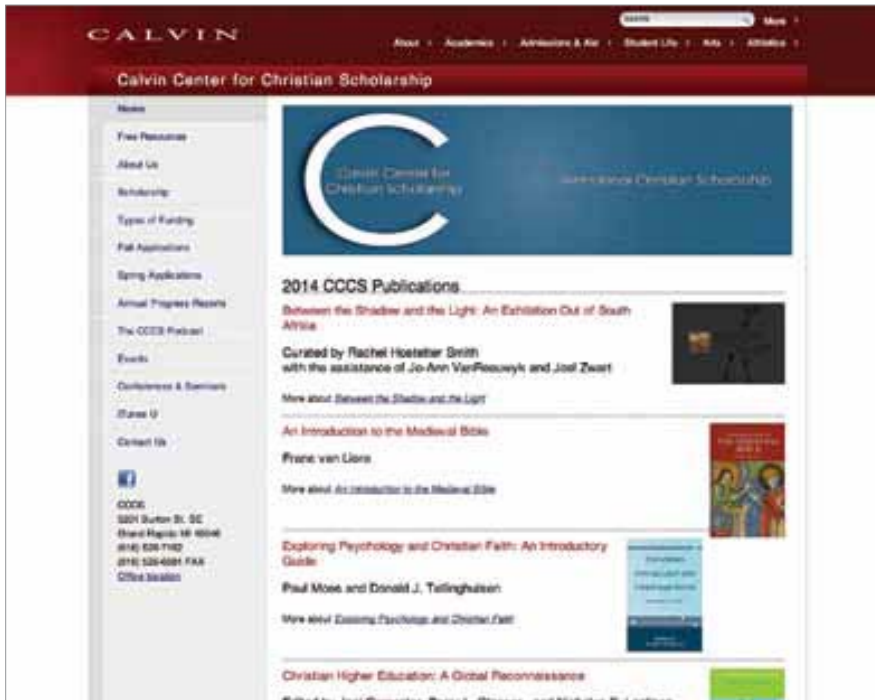 CALVIN
search
More
About
Academics
Admissions & Aid
Student Life
Arts
Athletics
Calvin Center for Christian Scholarship
Home
Free Resources
About Us
Scholarship
Types of Funding
Fall Applications
Spring Applications
Annual Progress Reports
The CCCS Podcast
Events
Conferences & Seminars
iTunes U
Contact Us
CCCS
Grand Rapids MI
FAX
Office location
Calvin Center for
Christian Scholarship
Christian Scholarship
2014 CCCS Publications
Between the Shadow and the Light: An Exhibition Out of South
Africa
Curated by Rachel Hostetter Smith
with the assistance of Jo-Ann VanReeuwyk and Joel Zwart
More about Between the Shadow and the Light
An Introduction to the Medieval Bible
Frans van Liere
More about An Introduction to the Medieval Bible
Exploring Psychology and Christian Faith: An Introductory
Guide
Paul Moes and Donald J. Tellinghuisen
More about Exploring Psychology and Christian Faith
Christian Higher Education: A Global Reconnaissance